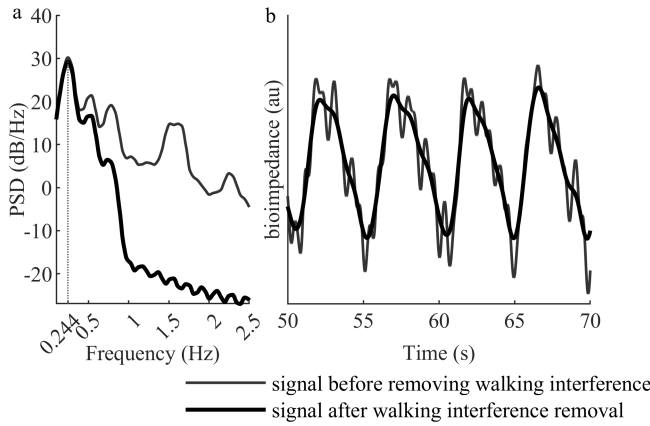 a
40
30
20
10
0
-10
-20
PSD (dB/Hz)
0.244
0.5
1
1.5
2
2.5
Frequency (Hz)
b
bioimpedance (au)
50
55
60
65
70
Time (s)
signal before removing walking interference
signal after walking interference removal